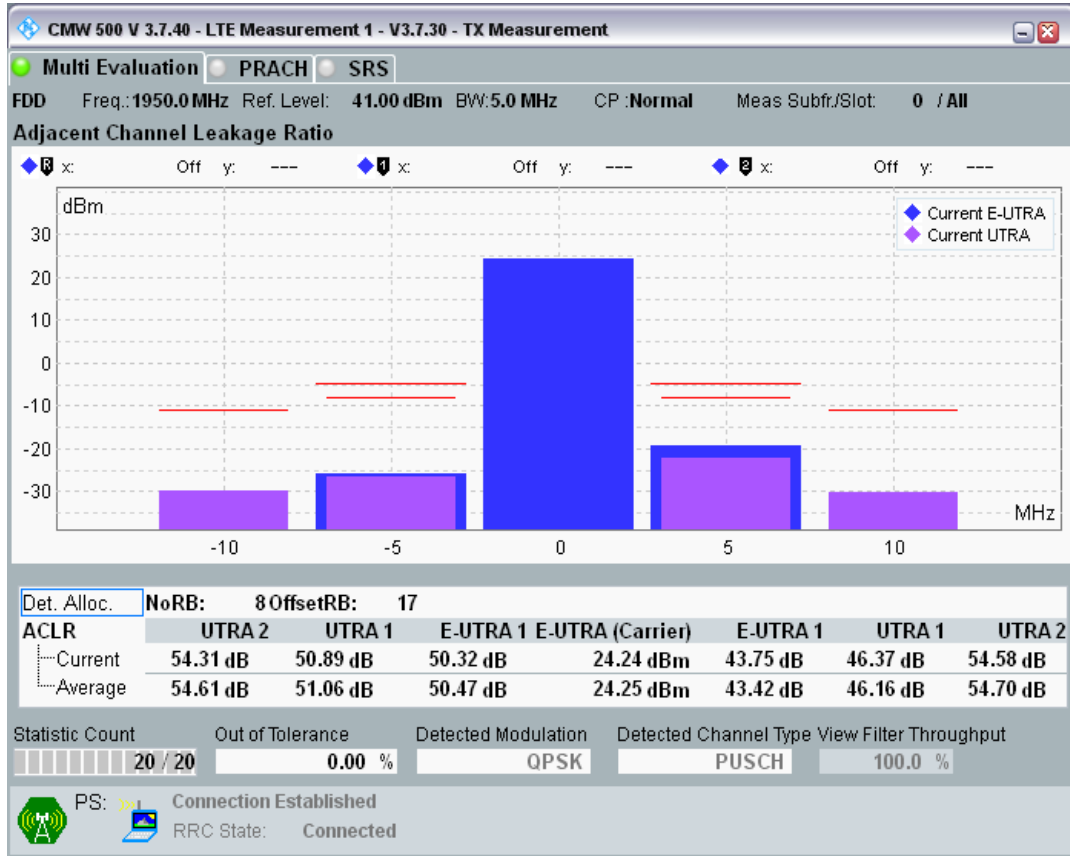 CMW 500 V 3.7.40 - LTE Measurement 1 - V3.7.30 - TX Measurement
Multi Evaluation PRACH SRS
FDD Freq.: 1950.0 MHz Ref. Level: 41.00 dBm BW: 5.0 MHz CP : Normal Meas Subfr./Slot: 0 / All
Adjacent Channel Leakage Ratio
R x: Off y: --- 1 x: Off y: --- 2 x: Off y: ---
dBm
Current E-UTRA
Current UTRA
30
20
10
0
-10
-20
-30
MHz
-10 -5 0 5 10
Det. Alloc. NoRB: 8 OffsetRB: 17
ACLR UTRA 2 UTRA 1 E-UTRA 1 E-UTRA (Carrier) E-UTRA 1 UTRA 1 UTRA 2
Current 54.31 dB 50.89 dB 50.32 dB 24.24 dBm 43.75 dB 46.37 dB 54.58 dB
Average 54.61 dB 51.06 dB 50.47 dB 24.25 dBm 43.42 dB 46.16 dB 54.70 dB
Statistic Count Out of Tolerance Detected Modulation Detected Channel Type View Filter Throughput
20 / 20 0.00 % QPSK PUSCH 100.0 %
PS: Connection Established
RRC State: Connected